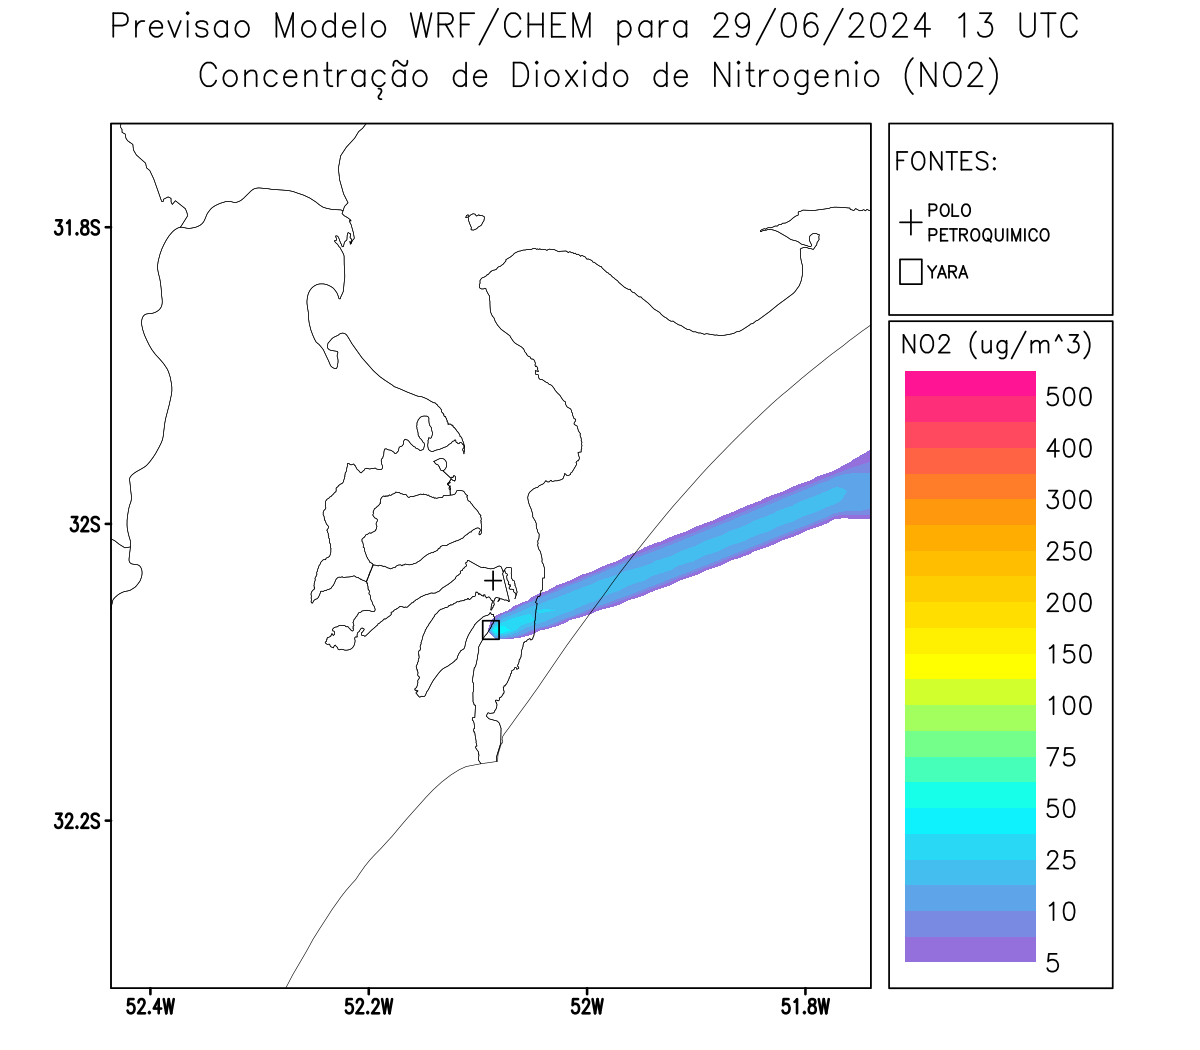 Previsao Modelo WRF/CHEM para 29/06/2024 13 UTC
Concentração de Dioxido de Nitrogenio (NO2)
FONTES:
POLO
PETROQUIMICO
YARA
NO2 (ug/m^3)
500
400
300
250
200
150
100
75
50
25
10
5
31.8S
32S
32.2S
52.4W
52.2W
52W
51.8W